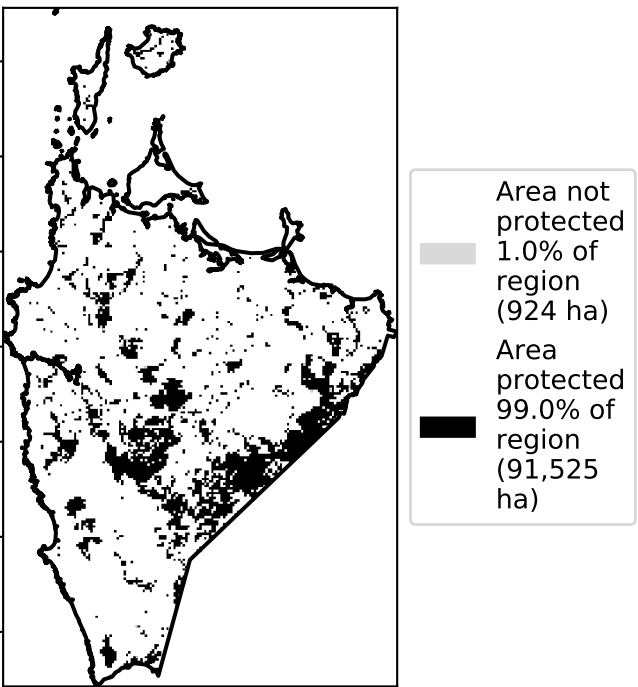 Area not
protected
1.0% of
region
(924 ha)
Area
protected
99.0% of
region
(91,525
ha)